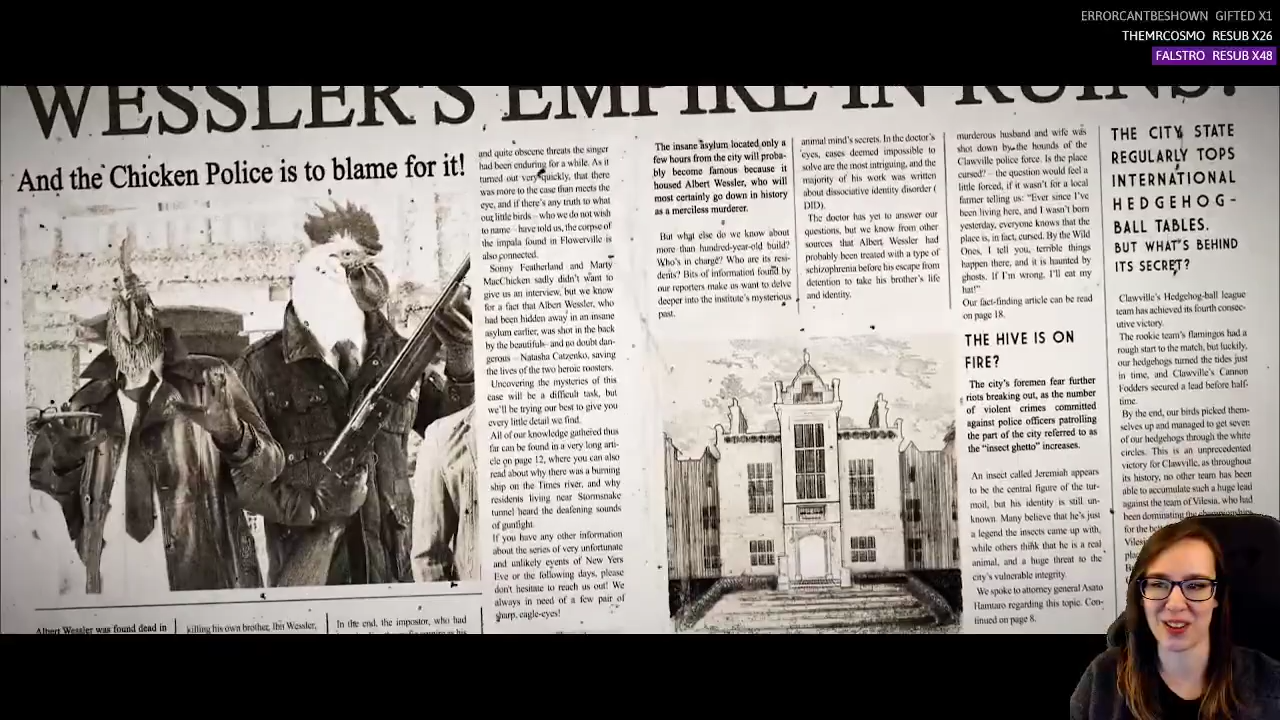 ERRORCANTBESHOWN GIFTED X1
THEMRCOSMO RESUB X26
FALSTRO RESUB X48
WESSLER'S EMPIRE IN RUINS!
And the Chicken Police is to blame for it!
and quite obscene threats the singer
had been enduring for a while. As it
turned out very quickly, that there
was more to the case than meets the
eye, and if there's any truth to what
our little birds – who we do not wish
to name – have told us, the corpse of
the impala found in Flowerville is
also connected.
Sonny Featherland and Marty
MacChicken sadly didn't want to
give us an interview, but we know
for a fact that Albert Wessler, who
had been hidden away in an insane
asylum earlier, was shot in the back
by the beautiful – and no doubt dan-
gerous – Natasha Catzenko, saving
the lives of the two heroic roosters.
Uncovering the mysteries of this
case will be a difficult task, but
we'll be trying our best to give you
every little detail we find.
All of our knowledge gathered thus
far can be found in a very long arti-
cle on page 12, where you can also
read about why there was a burning
ship on the Times river, and why
residents living near Stormsnake
tunnel heard the deafening sounds
of gunfight.
If you have any other information
about the series of very unfortunate
and unlikely events of New Yers
Eve or the following days, please
don't hesitate to reach us out! We
always in need of a few pair of
sharp, eagle-eyes!
Albert Wessler was found dead in
killing his own brother, Ibn Wessler,
In the end, the impostor, who had
The insane asylum located only a
few hours from the city will proba-
bly become famous because it
housed Albert Wessler, who will
most certainly go down in history
as a merciless murderer.
But what else do we know about
more than hundred-year-old build?
Who's in charge? Who are its resi-
dents? Bits of information found by
our reporters make us want to delve
deeper into the institute's mysterious
past.
animal mind's secrets. In the doctor's
eyes, cases deemed impossible to
solve are the most intriguing, and the
majority of his work was written
about dissociative identity disorder (
DID).
The doctor has yet to answer our
questions, but we know from other
sources that Albert Wessler had
probably been treated with a type of
schizophrenia before his escape from
detention to take his brother's life
and identity.
murderous husband and wife was
shot down by the hounds of the
Clawville police force. Is the place
cursed? – the question would feel a
little forced, if it wasn't for a local
farmer telling us: "Ever since I've
been living here, and I wasn't born
yesterday, everyone knows that the
place is, in fact, cursed. By the Wild
Ones, I tell you, terrible things
happen there, and it is haunted by
ghosts. If I'm wrong, I'll eat my
hat!"
Our fact-finding article can be read
on page 18.
THE HIVE IS ON
FIRE?
The city's foremen fear further
riots breaking out, as the number
of violent crimes committed
against police officers patrolling
the part of the city referred to as
the "insect ghetto" increases.
An insect called Jeremiah appears
to be the central figure of the tur-
moil, but his identity is still un-
known. Many believe that he's just
a legend the insects came up with,
while others think that he is a real
animal, and a huge threat to the
city's vulnerable integrity.
We spoke to attorney general Asato
Hamtaro regarding this topic. Con-
tinued on page 8.
THE CITY STATE
REGULARLY TOPS
INTERNATIONAL
HEDGEHOG-
BALL TABLES.
BUT WHAT'S BEHIND
ITS SECRET?
Clawville's Hedgehog-ball league
team has achieved its fourth consec-
utive victory.
The rookie team's flamingos had a
rough start to the match, but luckily,
our hedgehogs turned the tides just
in time, and Clawville's Cannon
Fodders secured a lead before half-
time.
By the end, our birds picked them-
selves up and managed to get seven
of our hedgehogs through the white
circles. This is an unprecedented
victory for Clawville, as throughout
its history, no other team has been
able to accumulate such a huge lead
against the team of Vilesia, who had
been dominating the championships
for the